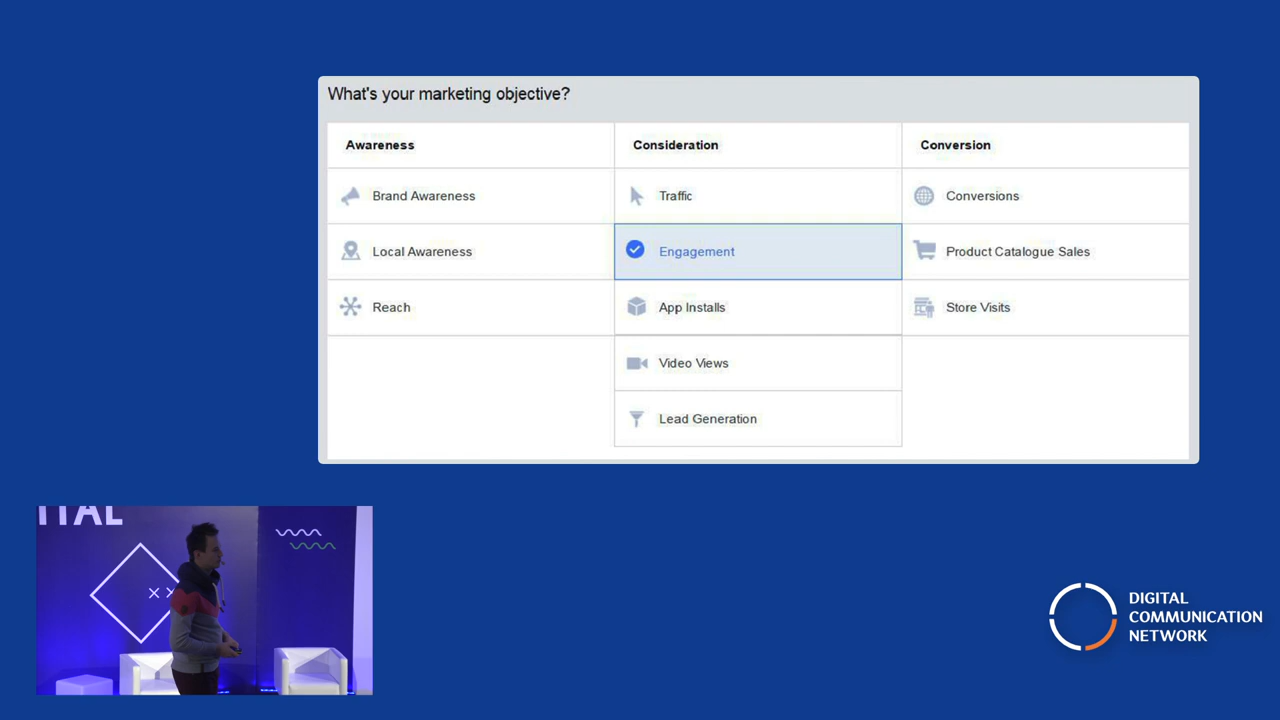 What's your marketing objective?
Awareness
Consideration
Conversion
Brand Awareness
Traffic
Conversions
Local Awareness
Engagement
Product Catalogue Sales
Reach
App Installs
Store Visits
Video Views
Lead Generation
ITAL
DIGITAL
COMMUNICATION
NETWORK